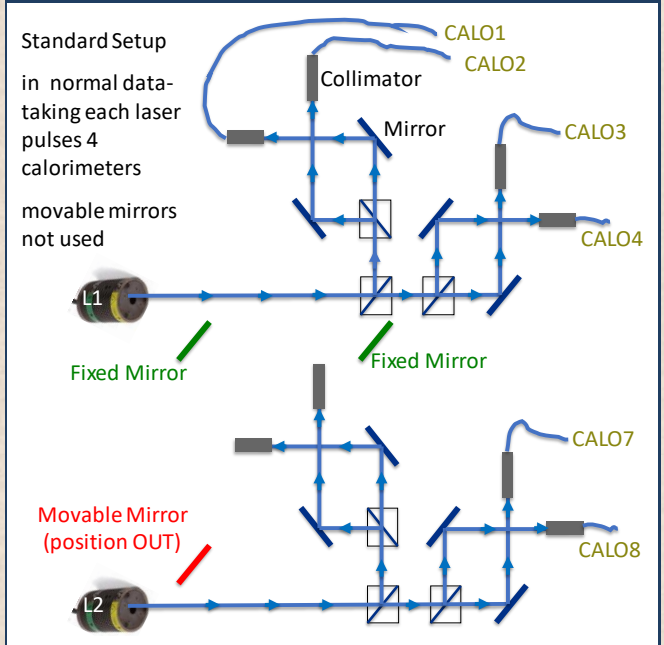 Standard Setup
in normal data-
taking each laser
pulses 4
calorimeters
movable mirrors
not used
CALO1
CALO2
Collimator
Mirror
CALO3
CALO4
L1
Fixed Mirror
Fixed Mirror
CALO7
Movable Mirror
(position OUT)
CALO8
L2